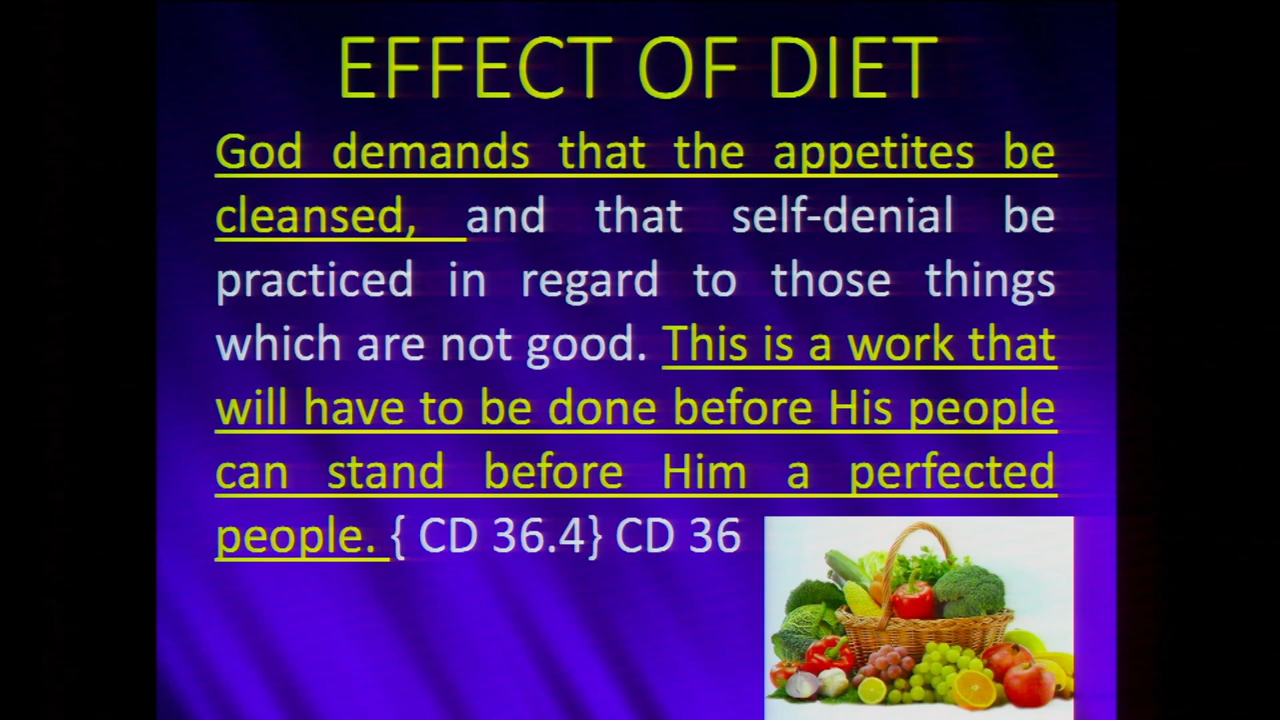 EFFECT OF DIET
God demands that the appetites be
cleansed, and that self-denial be
practiced in regard to those things
which are not good. This is a work that
will have to be done before His people
can stand before Him a perfected
people. { CD 36.4} CD 36